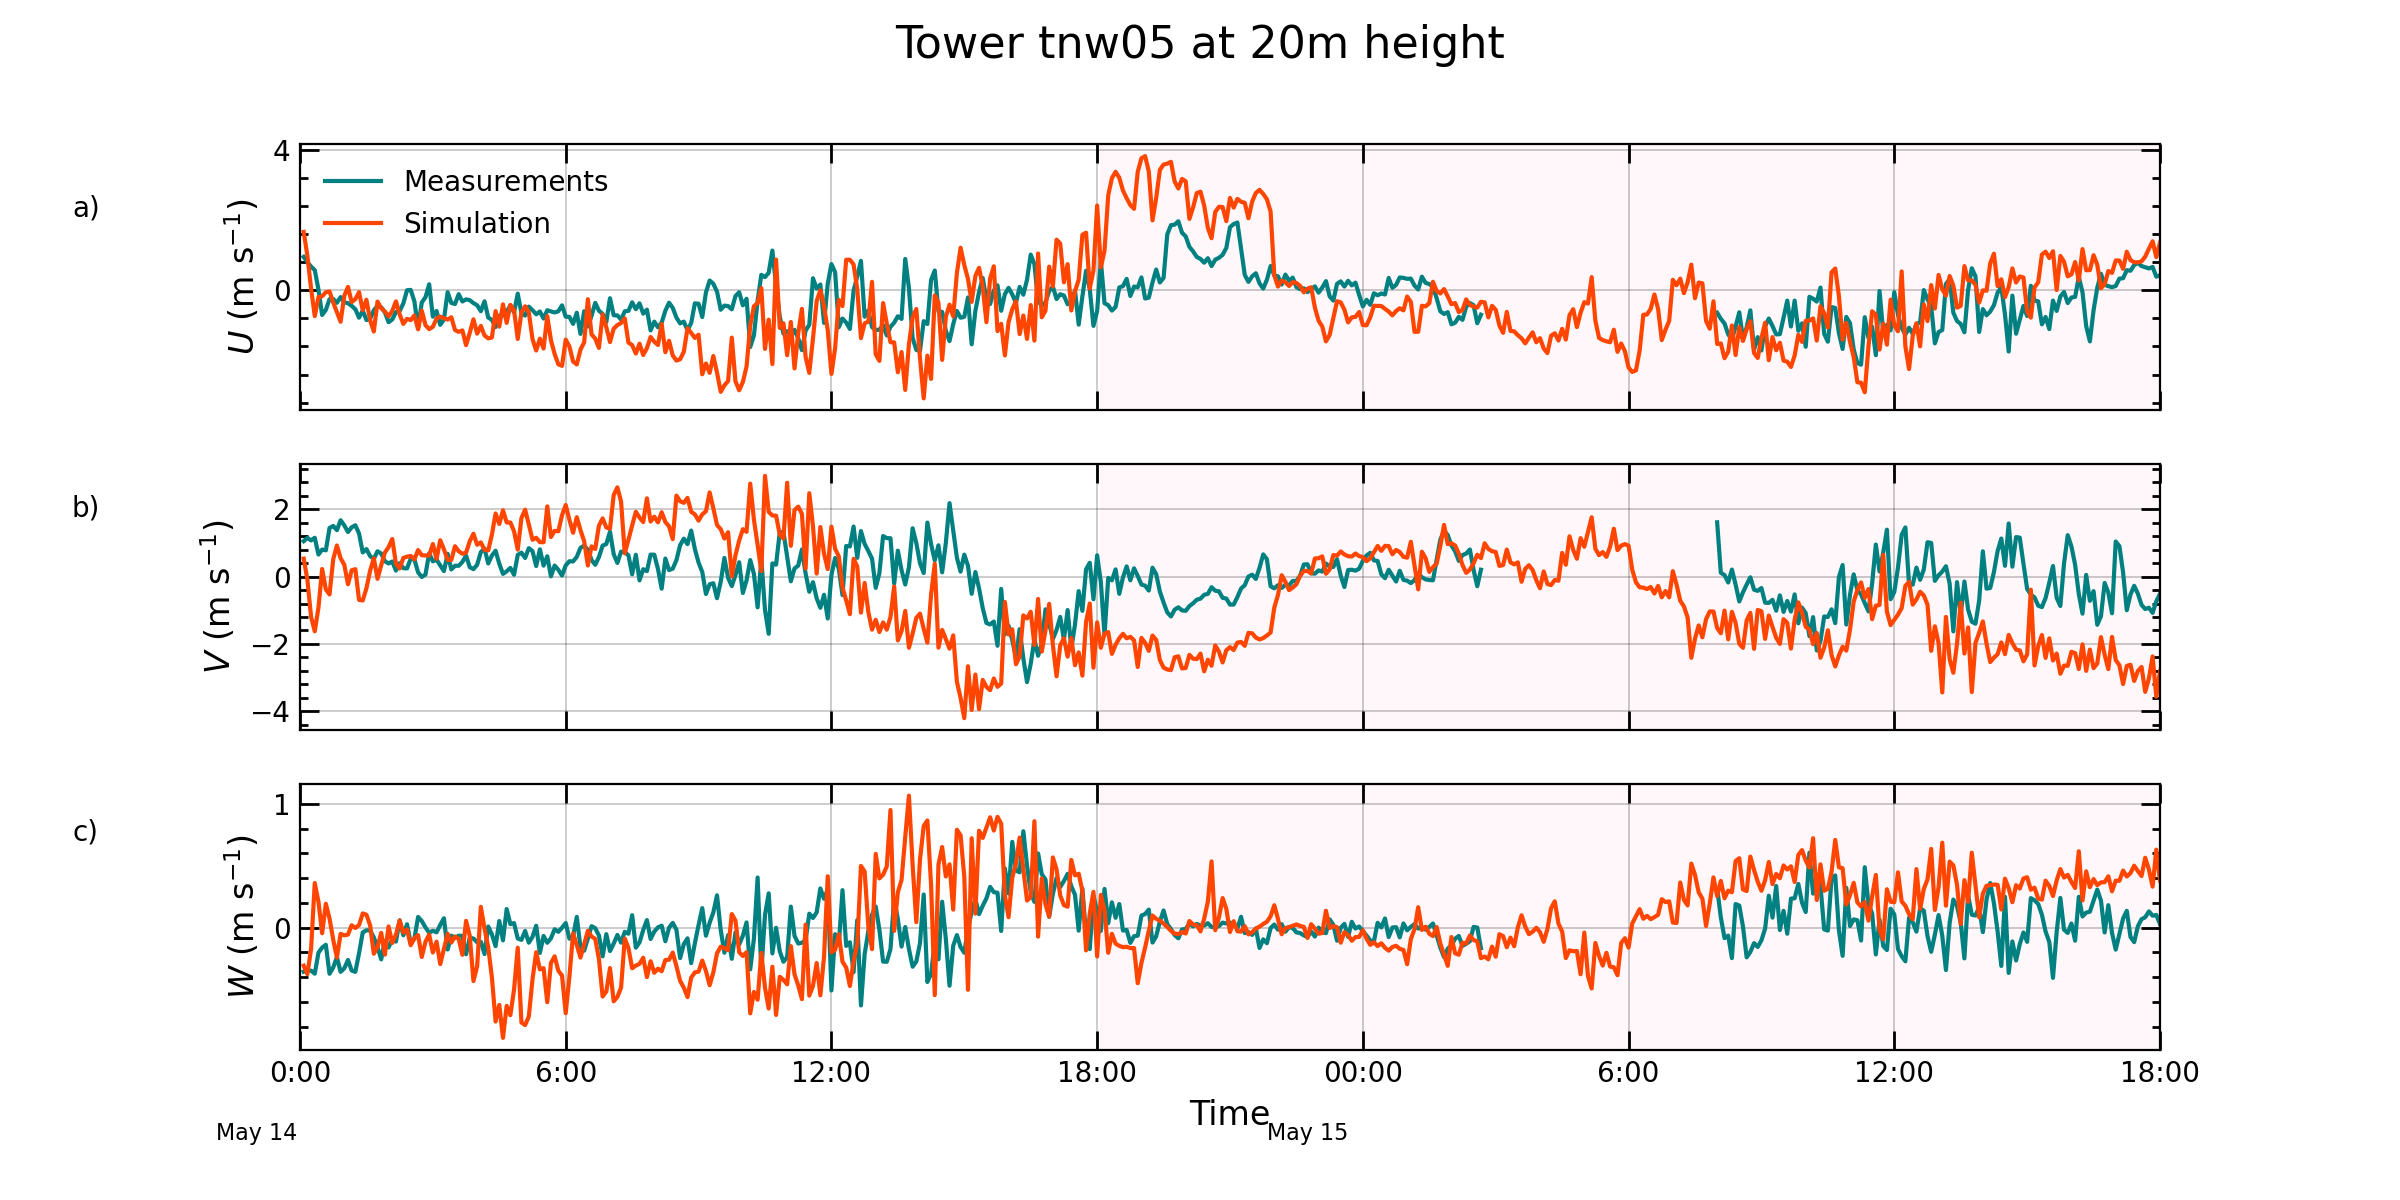 Tower tnw05 at 20m height
a)
U (m s⁻¹)
4
0
Measurements
Simulation
b)
V (m s⁻¹)
2
0
−2
−4
c)
W (m s⁻¹)
1
0
0:00 6:00 12:00 18:00 00:00 6:00 12:00 18:00
Time
May 14 May 15